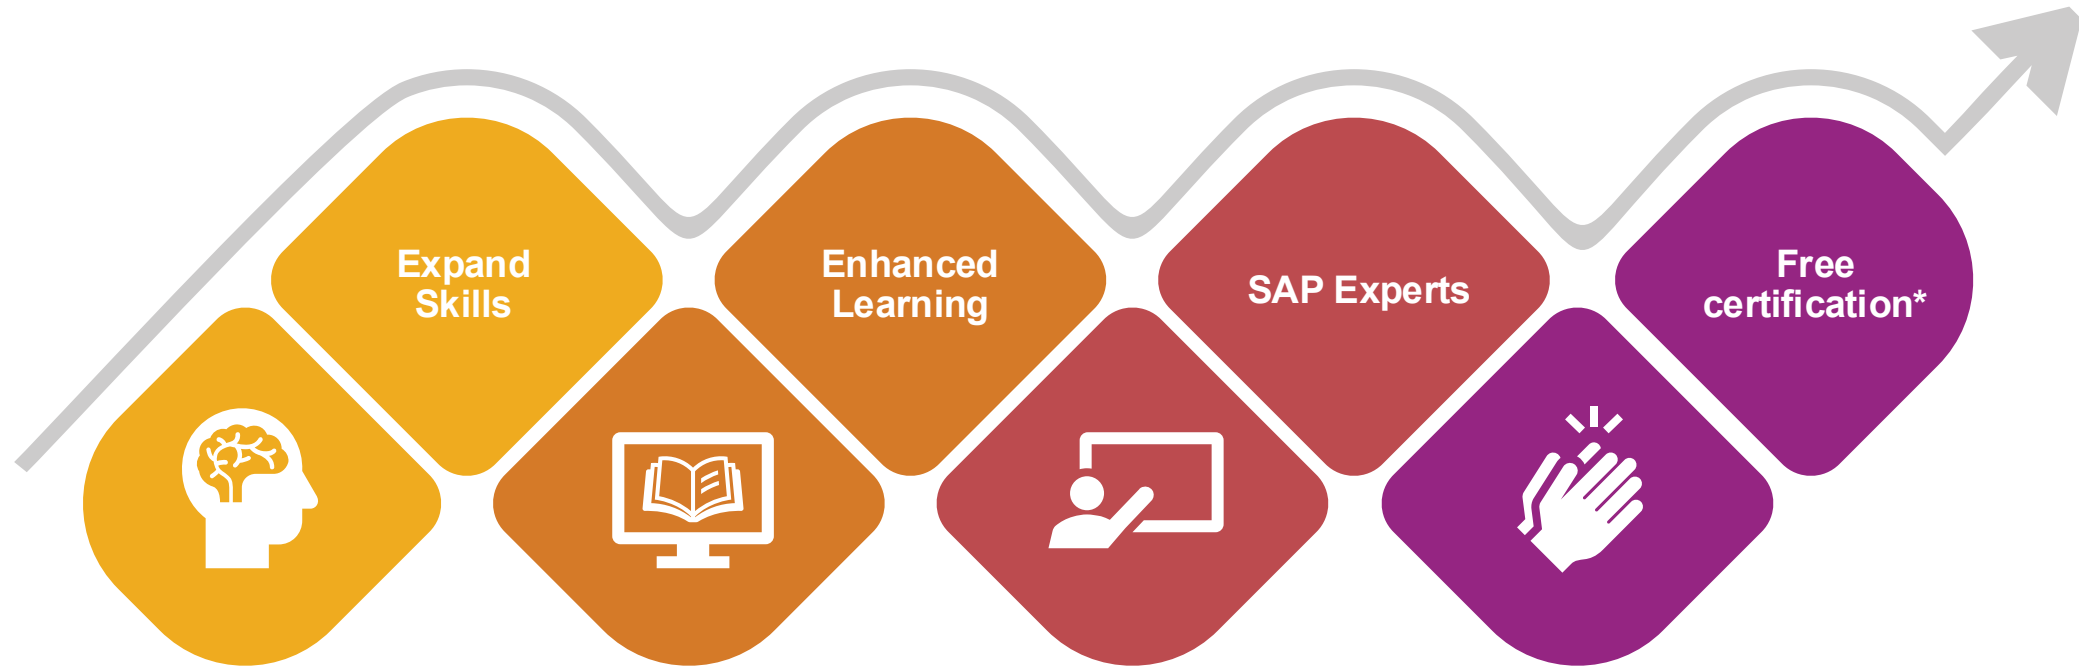 Expand
Skills
Enhanced
Learning
SAP Experts
Free
certification*